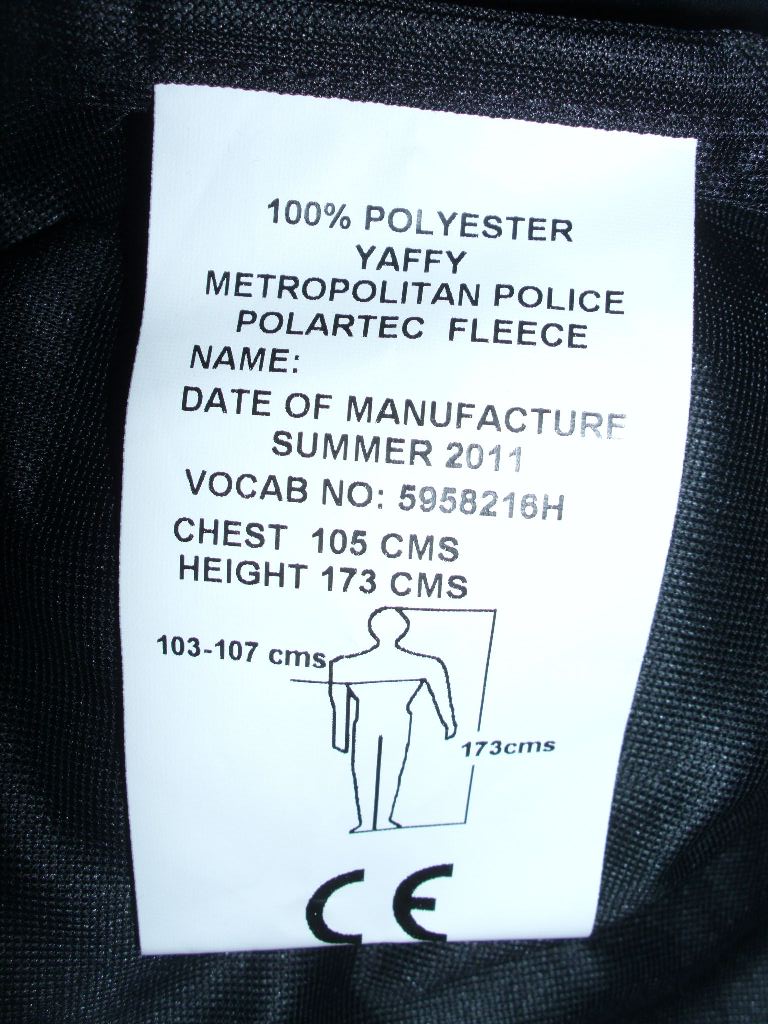 100% POLYESTER
YAFFY
METROPOLITAN POLICE
POLARTEC FLEECE
NAME:
DATE OF MANUFACTURE
SUMMER 2011
VOCAB NO: 5958216H
CHEST 105 CMS
HEIGHT 173 CMS
103-107 cms
173cms
CE